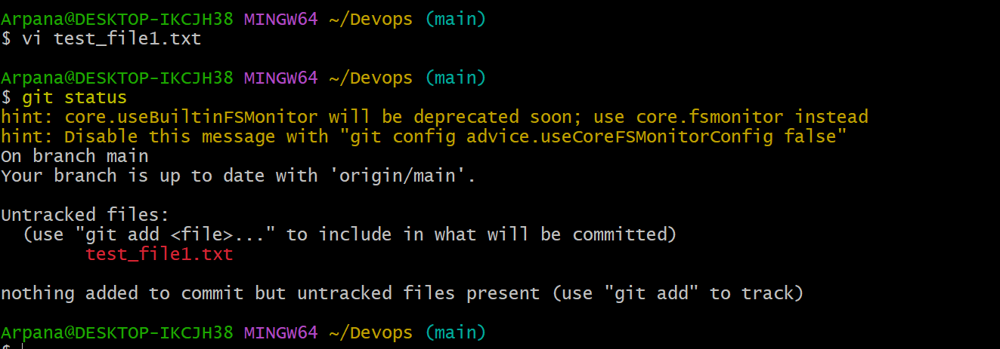 Arpana@DESKTOP-IKCJH38 MINGW64 ~/Devops (main)
$ vi test_file1.txt
Arpana@DESKTOP-IKCJH38 MINGW64 ~/Devops (main)
$ git status
hint: core.useBuiltinFSMonitor will be deprecated soon; use core.fsmonitor instead
hint: Disable this message with "git config advice.useCoreFSMonitorConfig false"
On branch main
Your branch is up to date with 'origin/main'.
Untracked files:
  (use "git add <file>..." to include in what will be committed)
        test_file1.txt
nothing added to commit but untracked files present (use "git add" to track)
Arpana@DESKTOP-IKCJH38 MINGW64 ~/Devops (main)
$